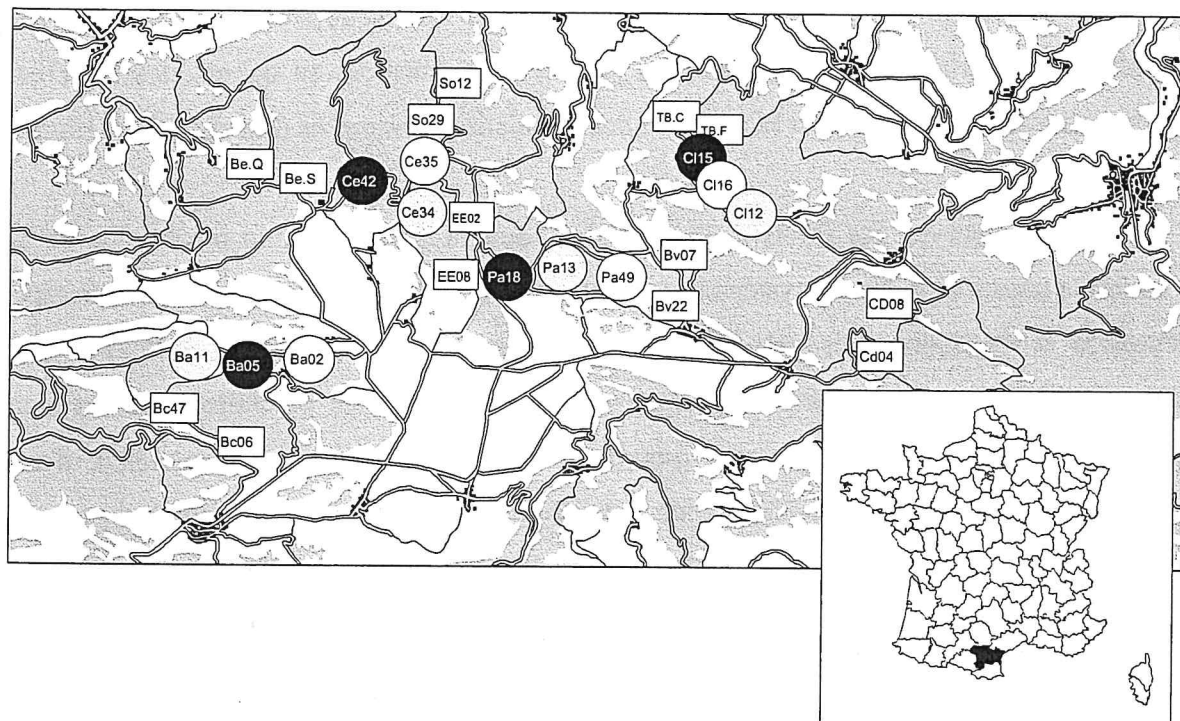 So12
So29
TB.C
TB.F
Be.Q
Be.S
Ce42
Ce35
Cl15
Cl16
Ce34
EE02
Cl12
EE08
Pa18
Pa13
Pa49
Bv07
Bv22
CD08
Ba11
Ba05
Ba02
Cd04
Bc47
Bc06